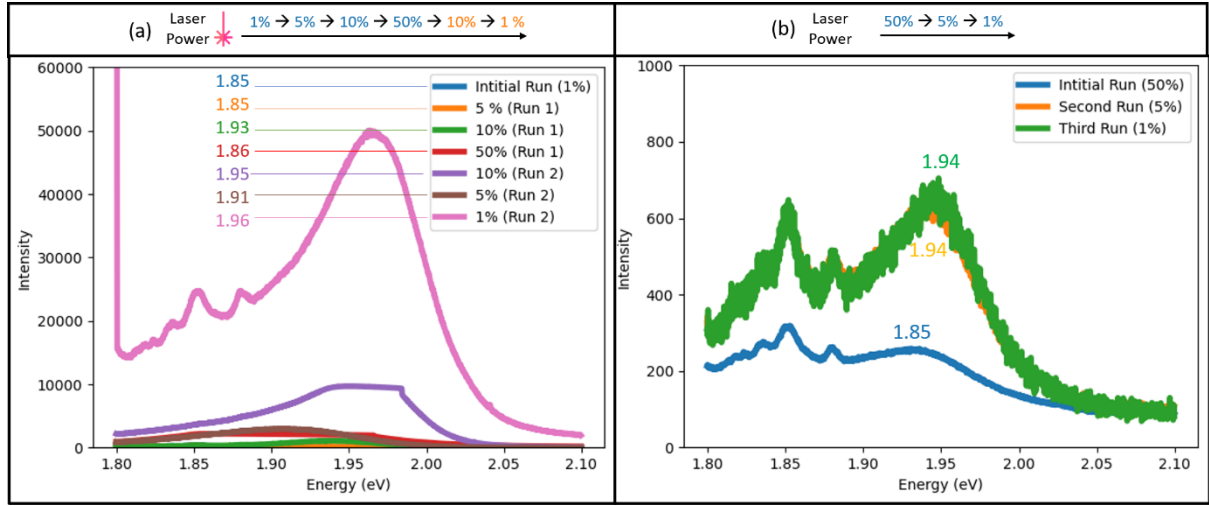 (a) Laser Power 1% → 5% → 10% → 50% → 10% → 1 %
(b) Laser Power 50% → 5% → 1%
60000
50000
40000
30000
20000
10000
0
Intensity
1.85
1.85
1.93
1.86
1.95
1.91
1.96
Intitial Run (1%)
5 % (Run 1)
10% (Run 1)
50% (Run 1)
10% (Run 2)
5% (Run 2)
1% (Run 2)
1.80 1.85 1.90 1.95 2.00 2.05 2.10
Energy (eV)
1000
800
600
400
200
0
Intensity
Intitial Run (50%)
Second Run (5%)
Third Run (1%)
1.94
1.94
1.85
1.80 1.85 1.90 1.95 2.00 2.05 2.10
Energy (eV)